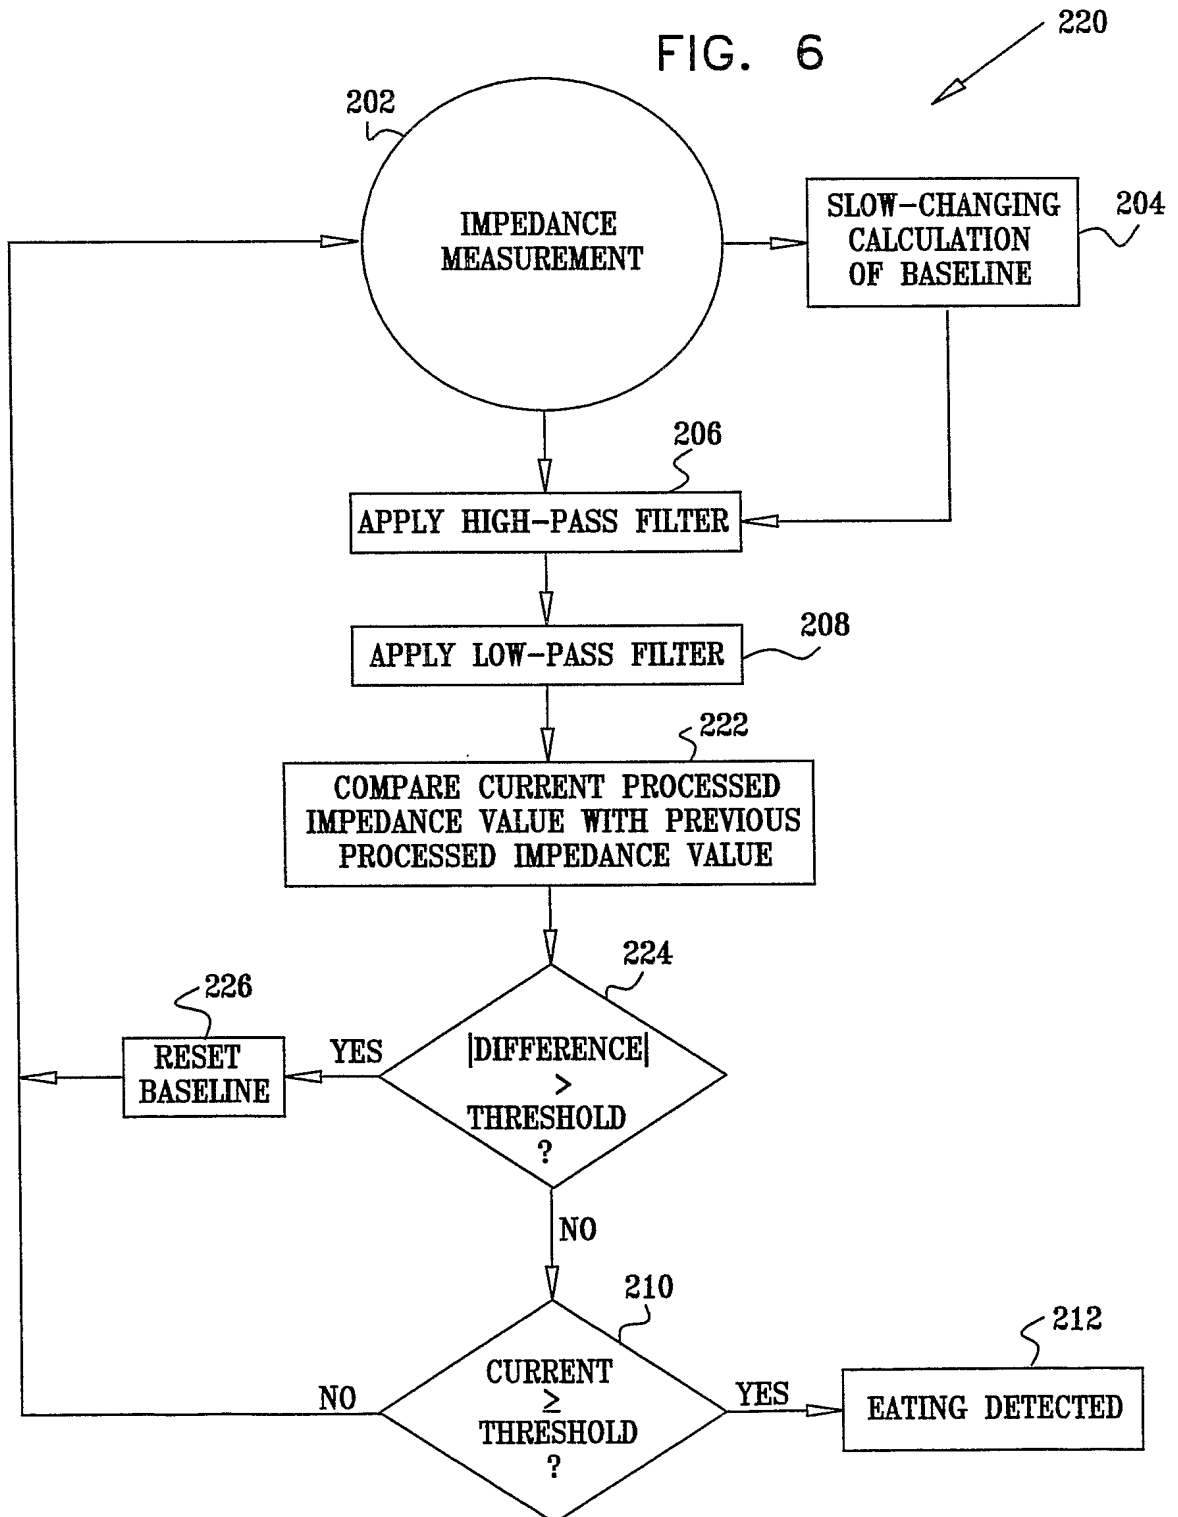 FIG. 6
220
202
IMPEDANCE
MEASUREMENT
SLOW-CHANGING
CALCULATION
OF BASELINE
204
206
APPLY HIGH-PASS FILTER
208
APPLY LOW-PASS FILTER
222
COMPARE CURRENT PROCESSED
IMPEDANCE VALUE WITH PREVIOUS
PROCESSED IMPEDANCE VALUE
224
|DIFFERENCE|
>
THRESHOLD
?
YES
226
RESET
BASELINE
NO
210
CURRENT
≥
THRESHOLD
?
NO
YES
212
EATING DETECTED